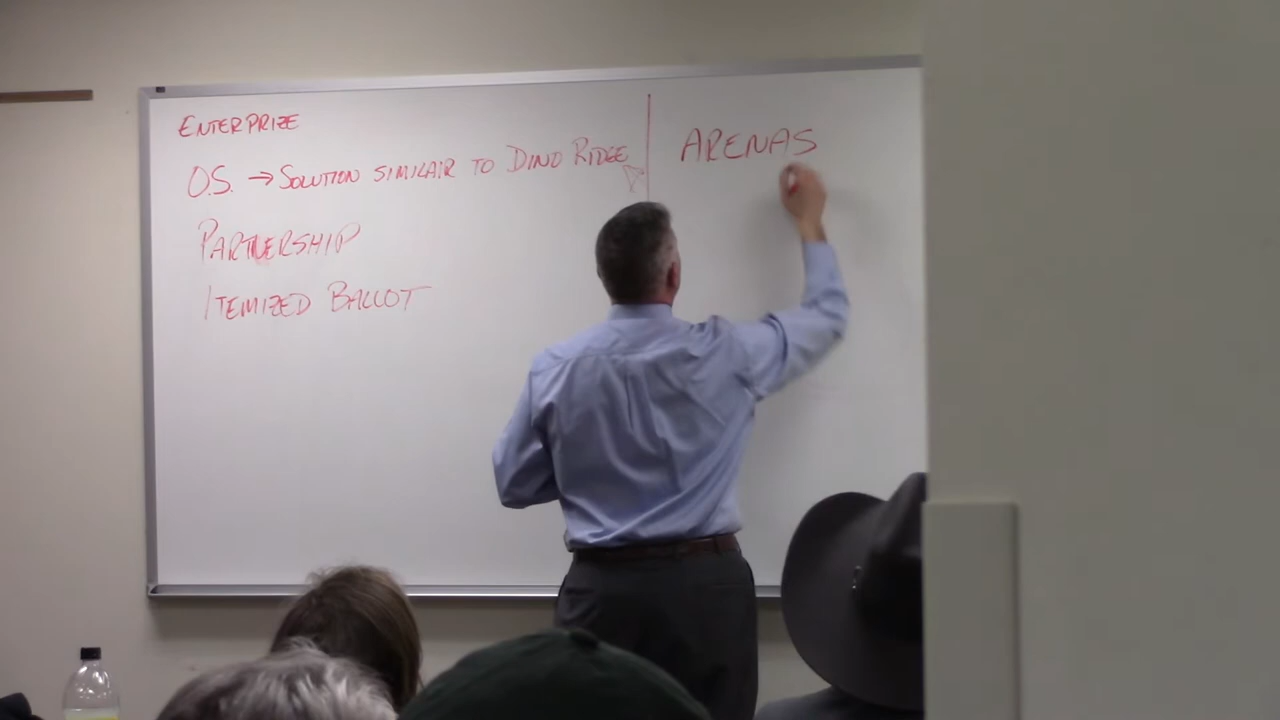 ENTERPRIZE
O.S. → SOLUTION SIMILAIR TO DINO RIDGE
PARTNERSHIP
ITEMIZED BALLOT
ARENAS